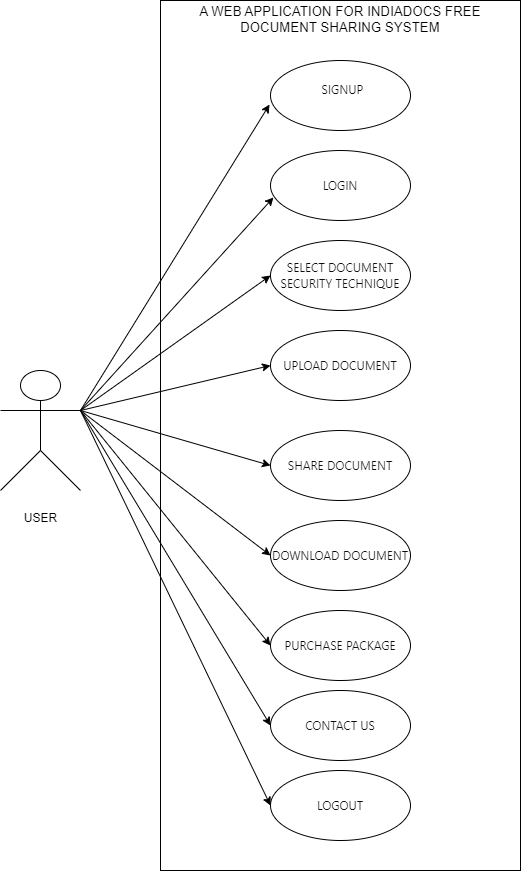 A WEB APPLICATION FOR INDIADOCS FREE
DOCUMENT SHARING SYSTEM
SIGNUP
LOGIN
SELECT DOCUMENT
SECURITY TECHNIQUE
UPLOAD DOCUMENT
SHARE DOCUMENT
USER
DOWNLOAD DOCUMENT
PURCHASE PACKAGE
CONTACT US
LOGOUT